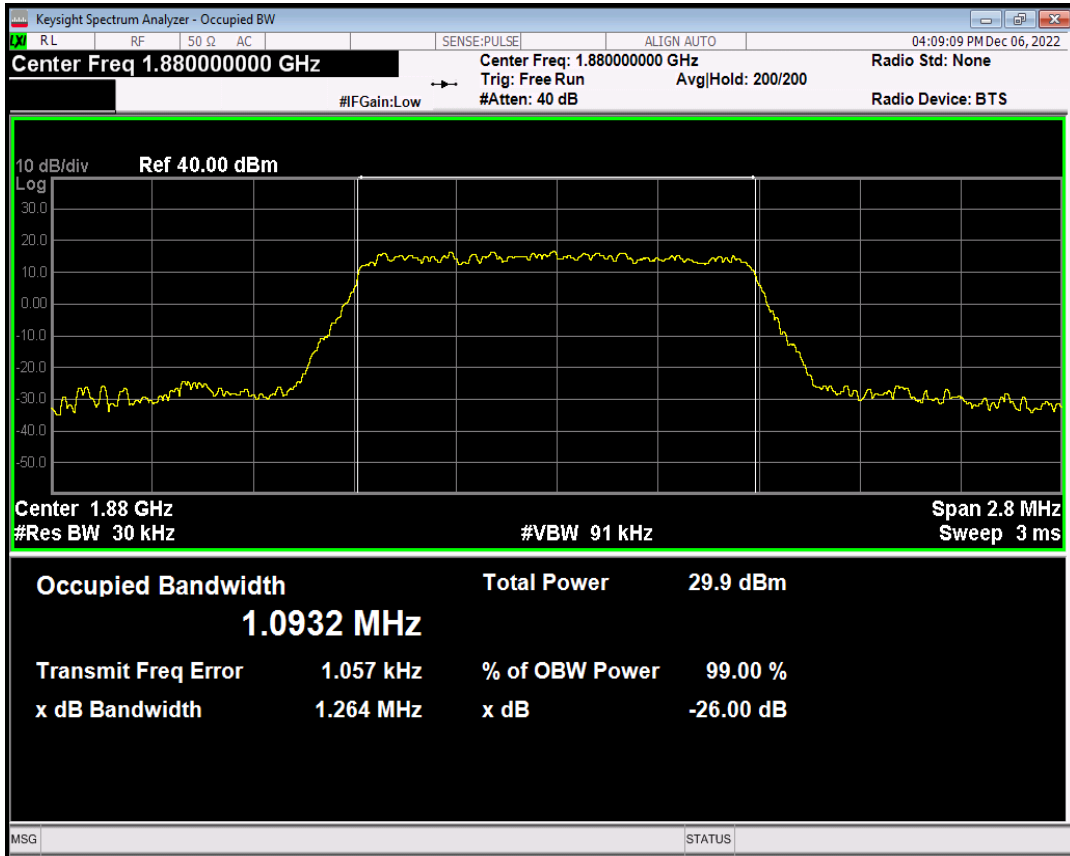 Keysight Spectrum Analyzer - Occupied BW
LXI RL RF 50 Ω AC SENSE:PULSE ALIGN AUTO 04:09:09 PM Dec 06, 2022
Center Freq 1.880000000 GHz Center Freq: 1.880000000 GHz Radio Std: None
Trig: Free Run Avg|Hold: 200/200
#IFGain:Low #Atten: 40 dB Radio Device: BTS
10 dB/div Ref 40.00 dBm
Log
30.0
20.0
10.0
0.00
-10.0
-20.0
-30.0
-40.0
-50.0
Center 1.88 GHz Span 2.8 MHz
#Res BW 30 kHz #VBW 91 kHz Sweep 3 ms
Occupied Bandwidth Total Power 29.9 dBm
1.0932 MHz
Transmit Freq Error 1.057 kHz % of OBW Power 99.00 %
x dB Bandwidth 1.264 MHz x dB -26.00 dB
MSG STATUS